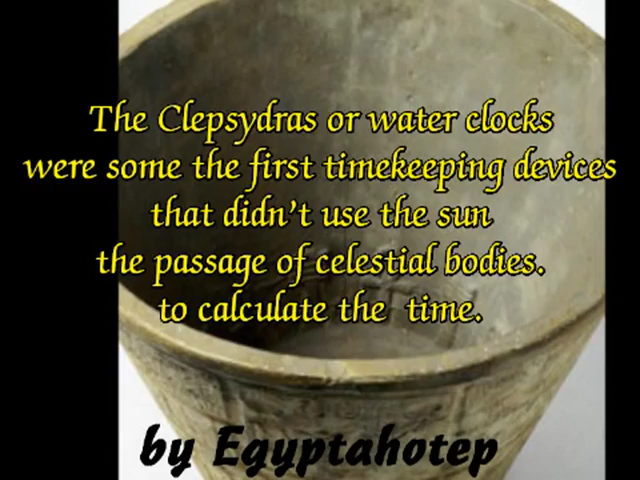 The Clepsydras or water clocks
were some the first timekeeping devices
that didn't use the sun
the passage of celestial bodies.
to calculate the time.
by Egyptahotep